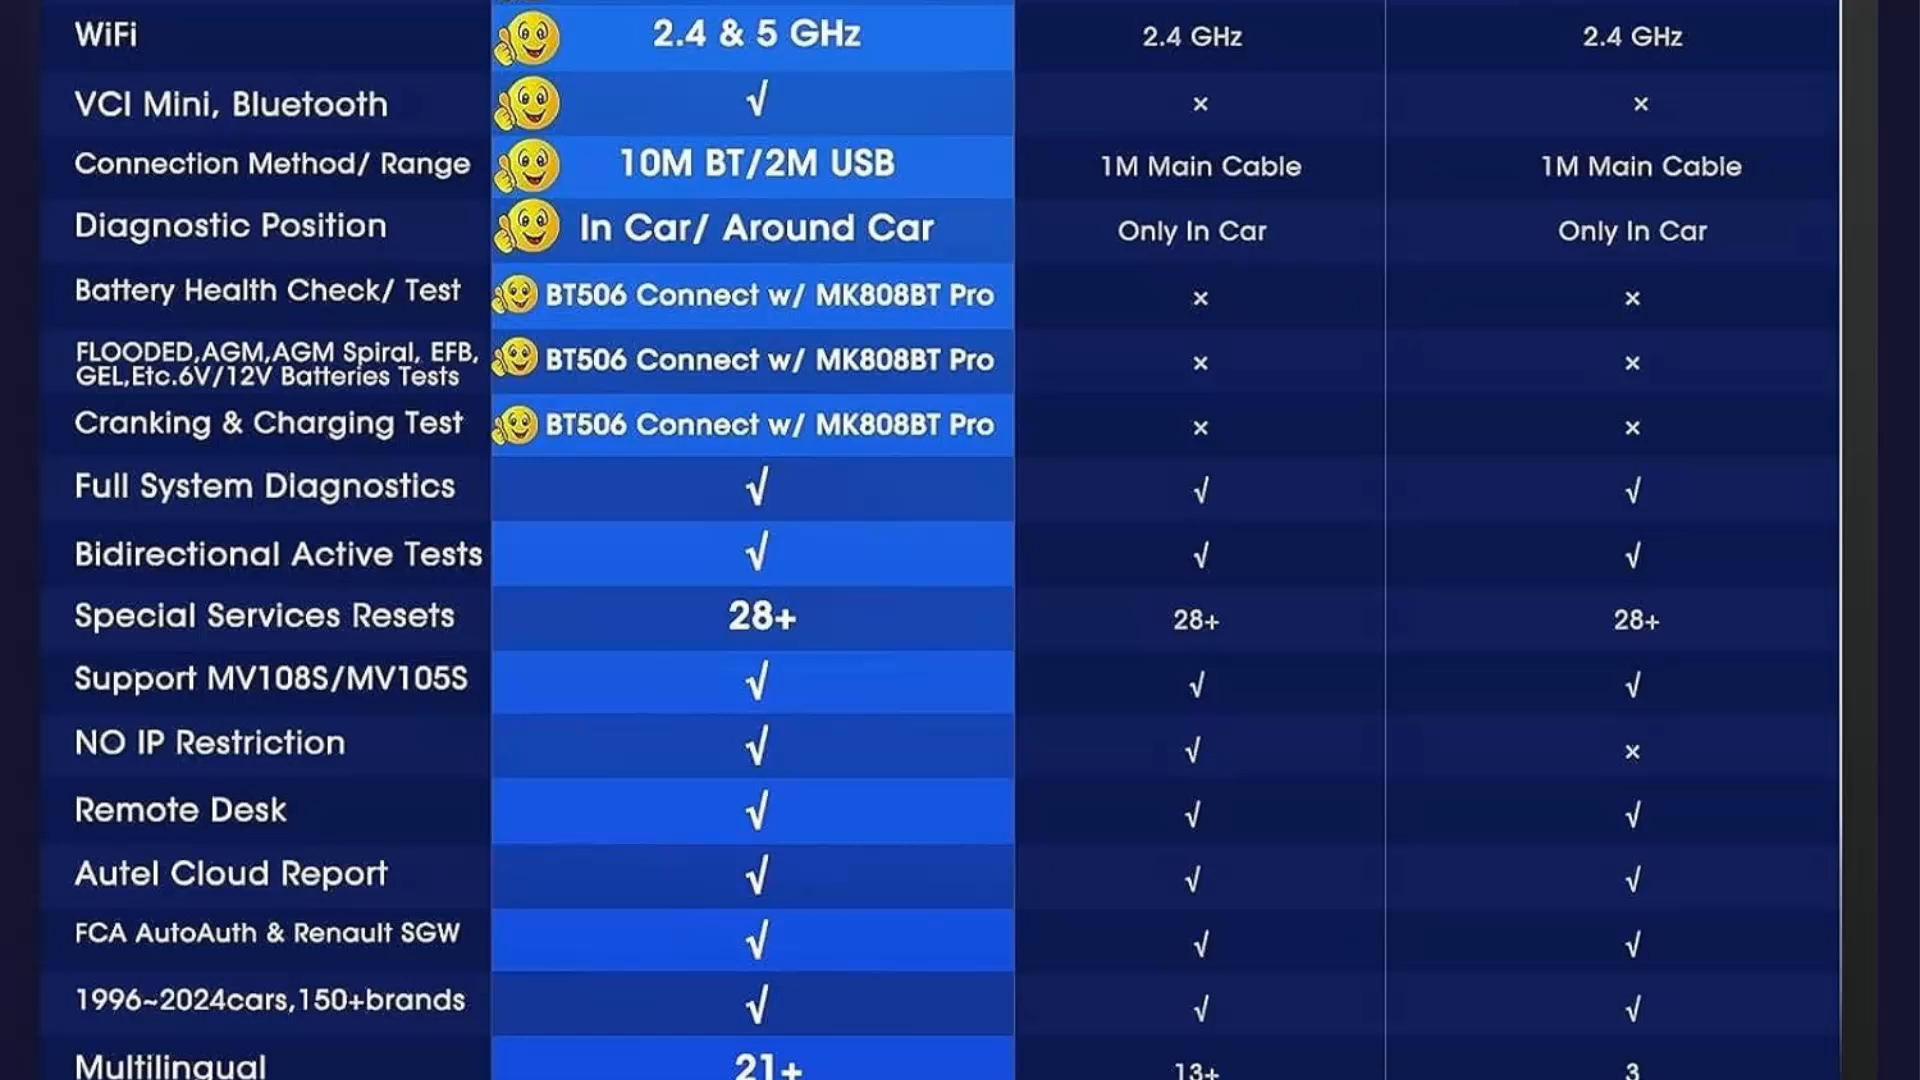 WiFi 2.4 & 5 GHz 2.4 GHz 2.4 GHz
VCI Mini, Bluetooth √ × ×
Connection Method/ Range 10M BT/2M USB 1M Main Cable 1M Main Cable
Diagnostic Position In Car/ Around Car Only In Car Only In Car
Battery Health Check/ Test BT506 Connect w/ MK808BT Pro × ×
FLOODED,AGM,AGM Spiral, EFB,
GEL,Etc.6V/12V Batteries Tests BT506 Connect w/ MK808BT Pro × ×
Cranking & Charging Test BT506 Connect w/ MK808BT Pro × ×
Full System Diagnostics √ √ √
Bidirectional Active Tests √ √ √
Special Services Resets 28+ 28+ 28+
Support MV108S/MV105S √ √ √
NO IP Restriction √ √ ×
Remote Desk √ √ √
Autel Cloud Report √ √ √
FCA AutoAuth & Renault SGW √ √ √
1996~2024cars,150+brands √ √ √
Multilingual 21+ 13+ 3